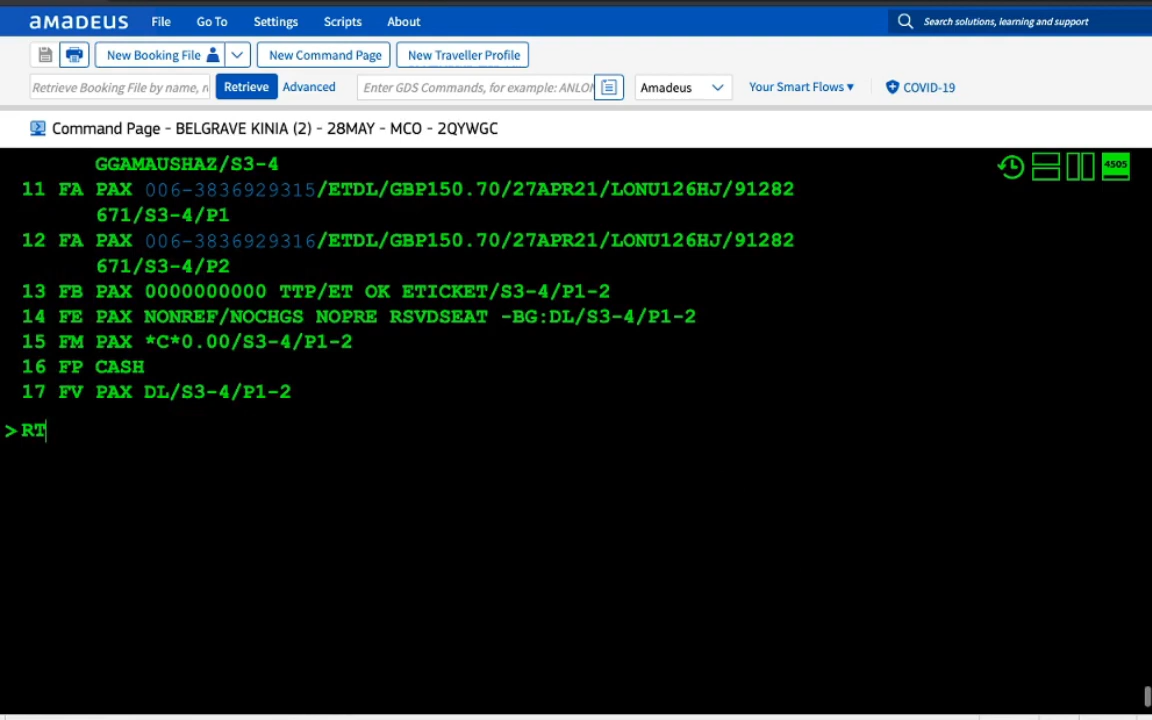 aмaDEUS File Go To Settings Scripts About Search solutions, learning and support
New Booking File New Command Page New Traveller Profile
Retrieve Booking File by name, r Retrieve Advanced Enter GDS Commands, for example: ANLON Amadeus Your Smart Flows COVID-19
Command Page - BELGRAVE KINIA (2) - 28MAY - MCO - 2QYWGC
GGAMAUSHAZ/S3-4
4505
11 FA PAX 006-3836929315/ETDL/GBP150.70/27APR21/LONU126HJ/91282
671/S3-4/P1
12 FA PAX 006-3836929316/ETDL/GBP150.70/27APR21/LONU126HJ/91282
671/S3-4/P2
13 FB PAX 0000000000 TTP/ET OK ETICKET/S3-4/P1-2
14 FE PAX NONREF/NOCHGS NOPRE RSVDSEAT -BG:DL/S3-4/P1-2
15 FM PAX *C*0.00/S3-4/P1-2
16 FP CASH
17 FV PAX DL/S3-4/P1-2
>RT